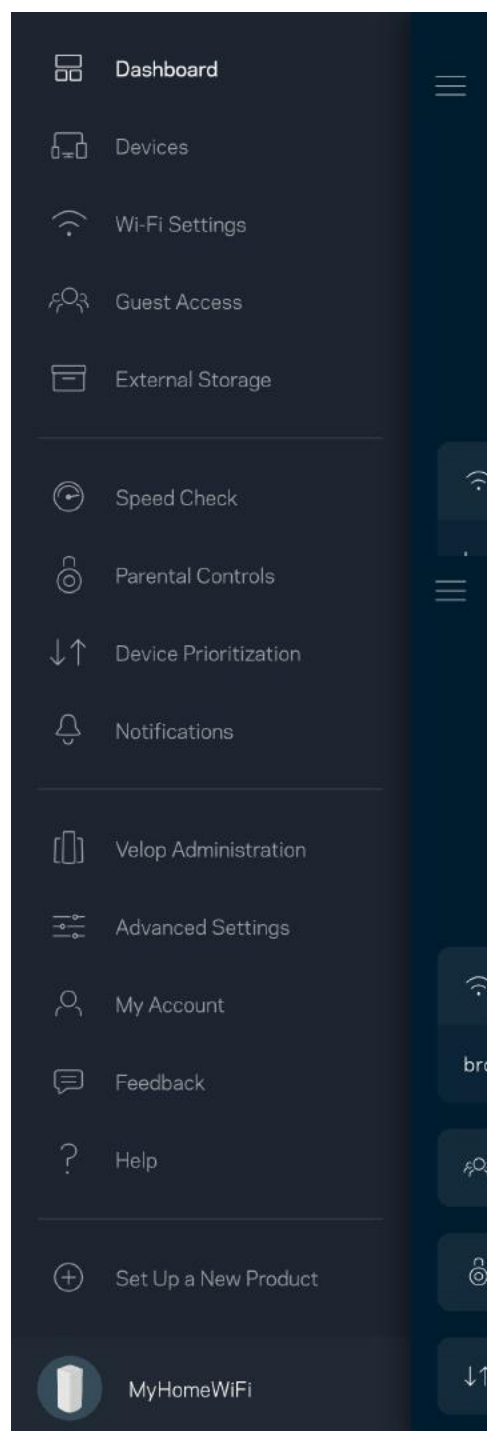 Dashboard
Devices
Wi-Fi Settings
Guest Access
External Storage
Speed Check
Parental Controls
Device Prioritization
Notifications
Velop Administration
Advanced Settings
My Account
Feedback
Help
Set Up a New Product
MyHomeWiFi